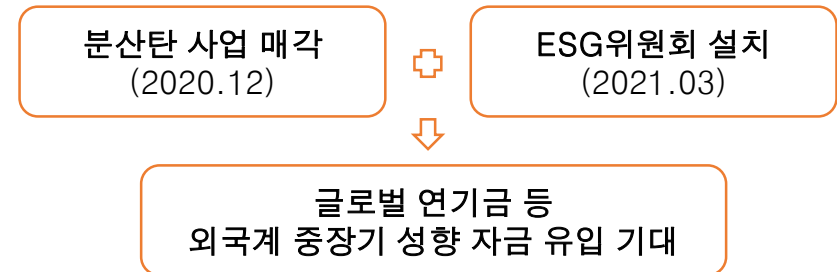 분산탄 사업 매각
(2020.12)
ESG위원회 설치
(2021.03)
글로벌 연기금 등
외국계 중장기 성향 자금 유입 기대